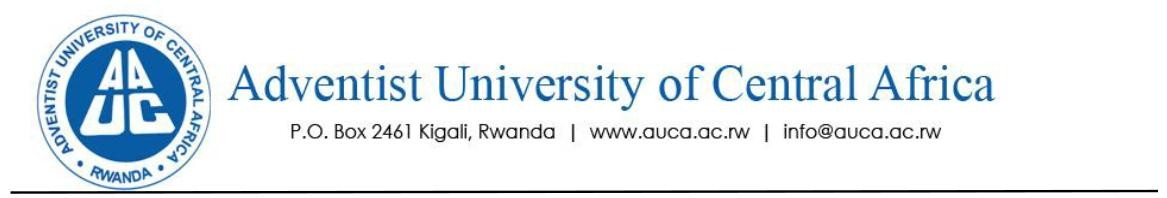 ADVENTIST UNIVERSITY OF CENTRAL AFRICA
AAUC
• RWANDA •
Adventist University of Central Africa
P.O. Box 2461 Kigali, Rwanda | www.auca.ac.rw | info@auca.ac.rw